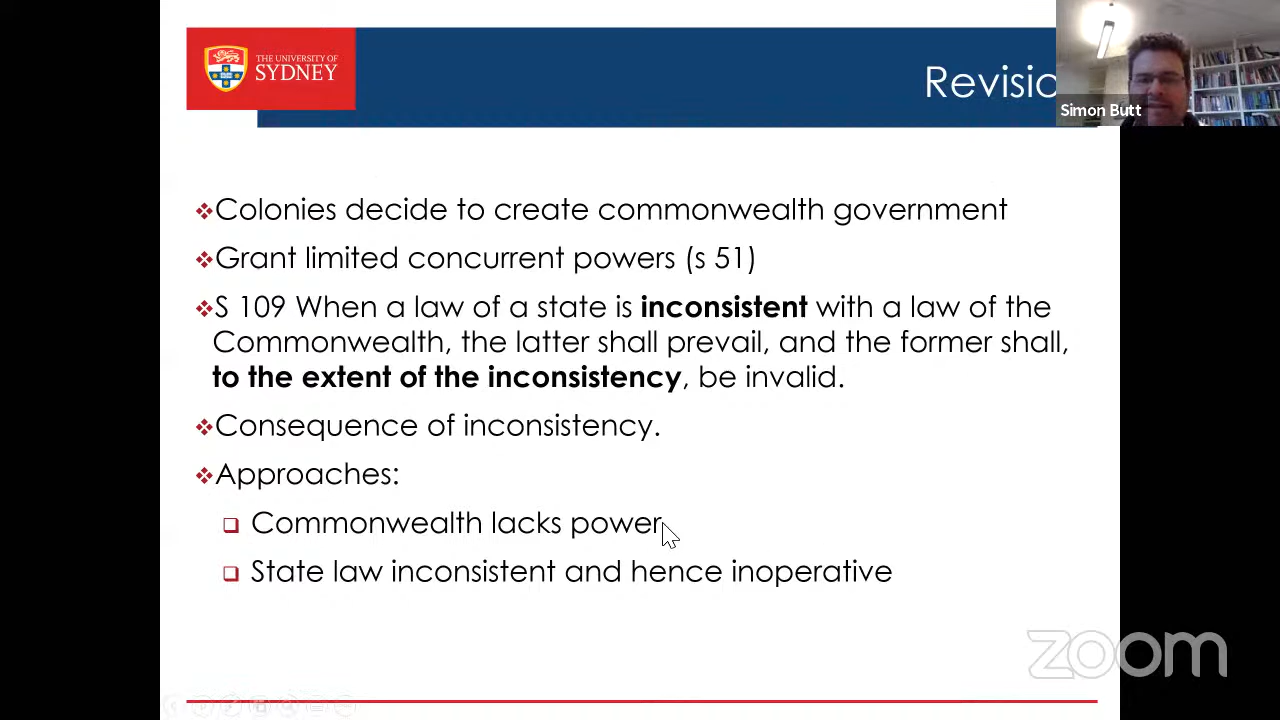 THE UNIVERSITY OF
SYDNEY
Revisio
Simon Butt
Colonies decide to create commonwealth government
Grant limited concurrent powers (s 51)
S 109 When a law of a state is inconsistent with a law of the
Commonwealth, the latter shall prevail, and the former shall,
to the extent of the inconsistency, be invalid.
Consequence of inconsistency.
Approaches:
Commonwealth lacks power
State law inconsistent and hence inoperative
zoom